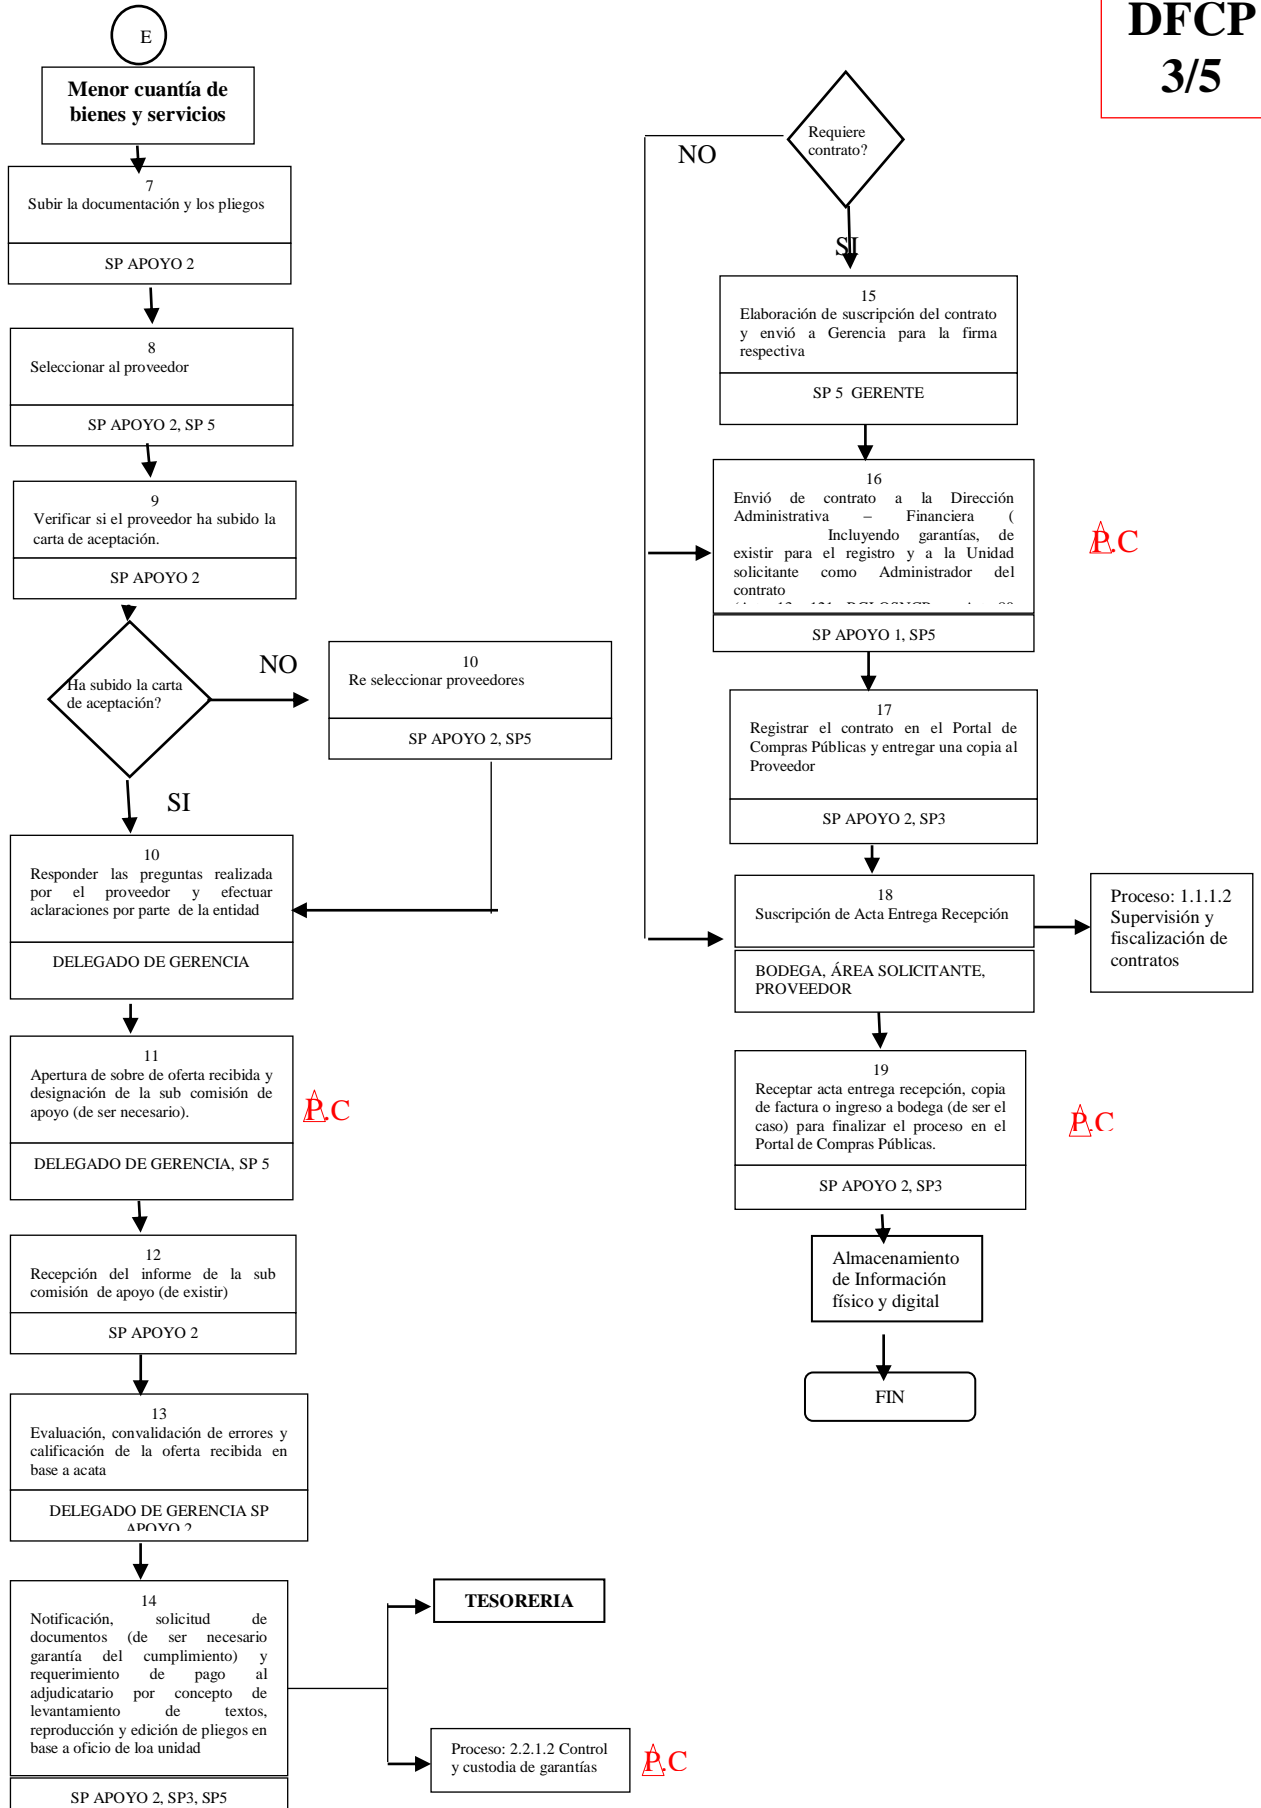 DFCP
3/5
E
Menor cuantía de
bienes y servicios
7
Subir la documentación y los pliegos
SP APOYO 2
8
Seleccionar al proveedor
SP APOYO 2, SP 5
9
Verificar si el proveedor ha subido la
carta de aceptación.
SP APOYO 2
Ha subido la carta
de aceptación?
NO
10
Re seleccionar proveedores
SP APOYO 2, SP5
SI
10
Responder las preguntas realizada
por el proveedor y efectuar
aclaraciones por parte de la entidad
DELEGADO DE GERENCIA
11
Apertura de sobre de oferta recibida y
designación de la sub comisión de
apoyo (de ser necesario).
DELEGADO DE GERENCIA, SP 5
P.C
12
Recepción del informe de la sub
comisión de apoyo (de existir)
SP APOYO 2
13
Evaluación, convalidación de errores y
calificación de la oferta recibida en
base a acata
DELEGADO DE GERENCIA SP
APOYO 2
14
Notificación, solicitud de
documentos (de ser necesario
garantía del cumplimiento) y
requerimiento de pago al
adjudicatario por concepto de
levantamiento de textos,
reproducción y edición de pliegos en
base a oficio de loa unidad
SP APOYO 2, SP3, SP5
TESORERIA
Proceso: 2.2.1.2 Control
y custodia de garantías
P.C
Requiere
contrato?
NO
SI
15
Elaboración de suscripción del contrato
y envió a Gerencia para la firma
respectiva
SP 5 GERENTE
16
Envió de contrato a la Dirección
Administrativa – Financiera (
Incluyendo garantías, de
existir para el registro y a la Unidad
solicitante como Administrador del
contrato
SP APOYO 1, SP5
P.C
17
Registrar el contrato en el Portal de
Compras Públicas y entregar una copia al
Proveedor
SP APOYO 2, SP3
18
Suscripción de Acta Entrega Recepción
BODEGA, ÁREA SOLICITANTE,
PROVEEDOR
Proceso: 1.1.1.2
Supervisión y
fiscalización de
contratos
19
Receptar acta entrega recepción, copia
de factura o ingreso a bodega (de ser el
caso) para finalizar el proceso en el
Portal de Compras Públicas.
SP APOYO 2, SP3
P.C
Almacenamiento
de Información
físico y digital
FIN